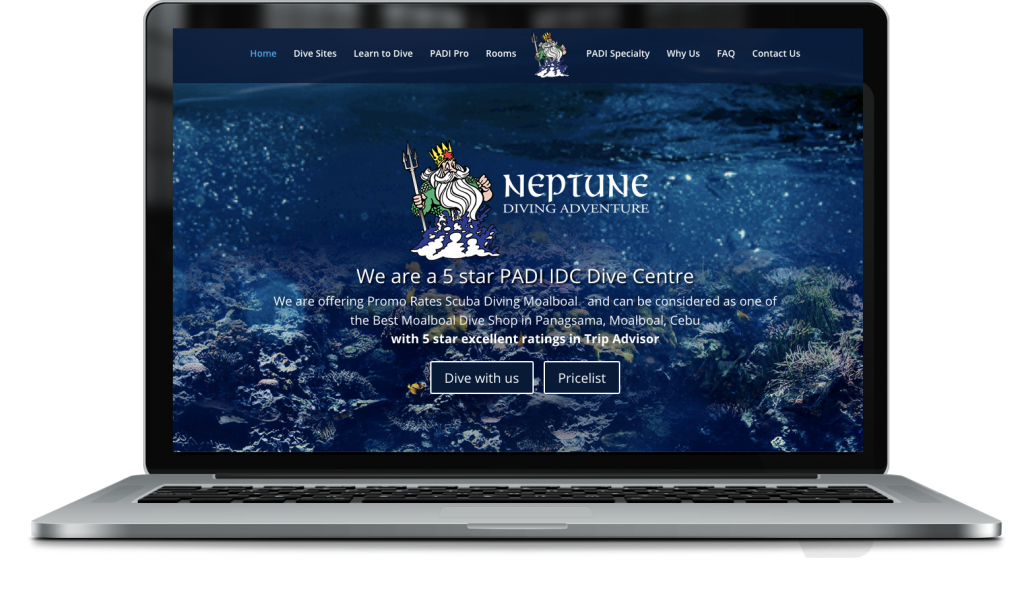 Home Dive Sites Learn to Dive PADI Pro Rooms PADI Specialty Why Us FAQ Contact Us
NEPTUNE
DIVING ADVENTURE
We are a 5 star PADI IDC Dive Centre
We are offering Promo Rates Scuba Diving Moalboal and can be considered as one of
the Best Moalboal Dive Shop in Panagsama, Moalboal, Cebu
with 5 star excellent ratings in Trip Advisor
Dive with us Pricelist